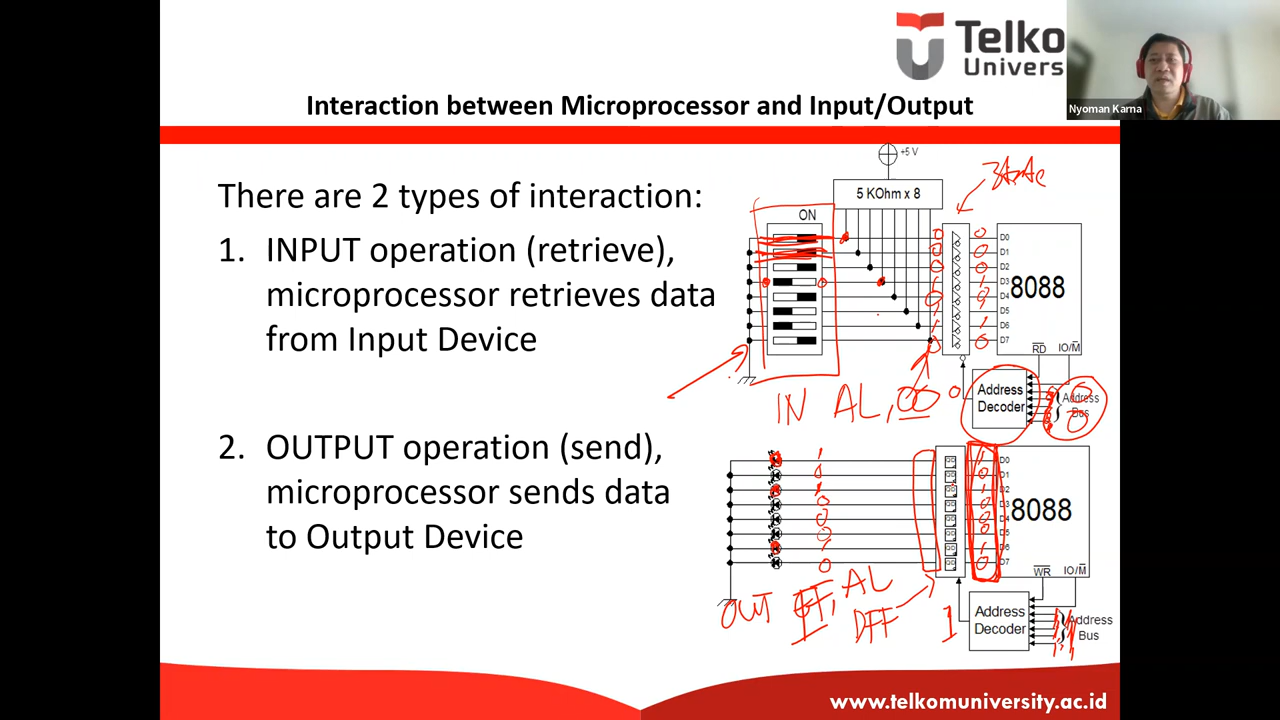 Telko
Univers
Nyoman Karna
Interaction between Microprocessor and Input/Output
There are 2 types of interaction:
1. INPUT operation (retrieve),
microprocessor retrieves data
from Input Device
2. OUTPUT operation (send),
microprocessor sends data
to Output Device
+5 V
5 KOhm x 8
ON
D0
D1
D2
D3
D4
D5
D6
D7
8088
RD
IO/M
Address
Decoder
Address
Bus
IN AL, 00
D0
D1
D2
D3
D4
D5
D6
D7
8088
WR
IO/M
Address
Decoder
Address
Bus
OUT FF, AL
DFF
1
www.telkomuniversity.ac.id